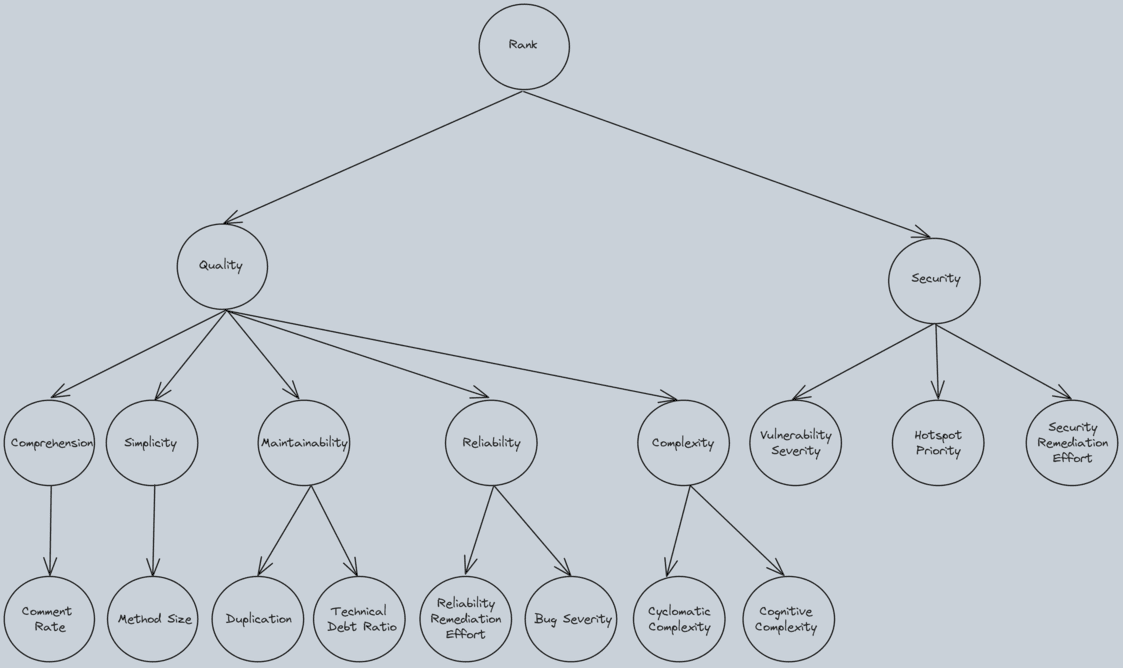 Rank
Quality
Security
Comprehension
Simplicity
Maintainability
Reliability
Complexity
Vulnerability
Severity
Hotspot
Priority
Security
Remediation
Effort
Comment
Rate
Method Size
Duplication
Technical
Debt Ratio
Reliability
Remediation
Effort
Bug Severity
Cyclomatic
Complexity
Cognitive
Complexity